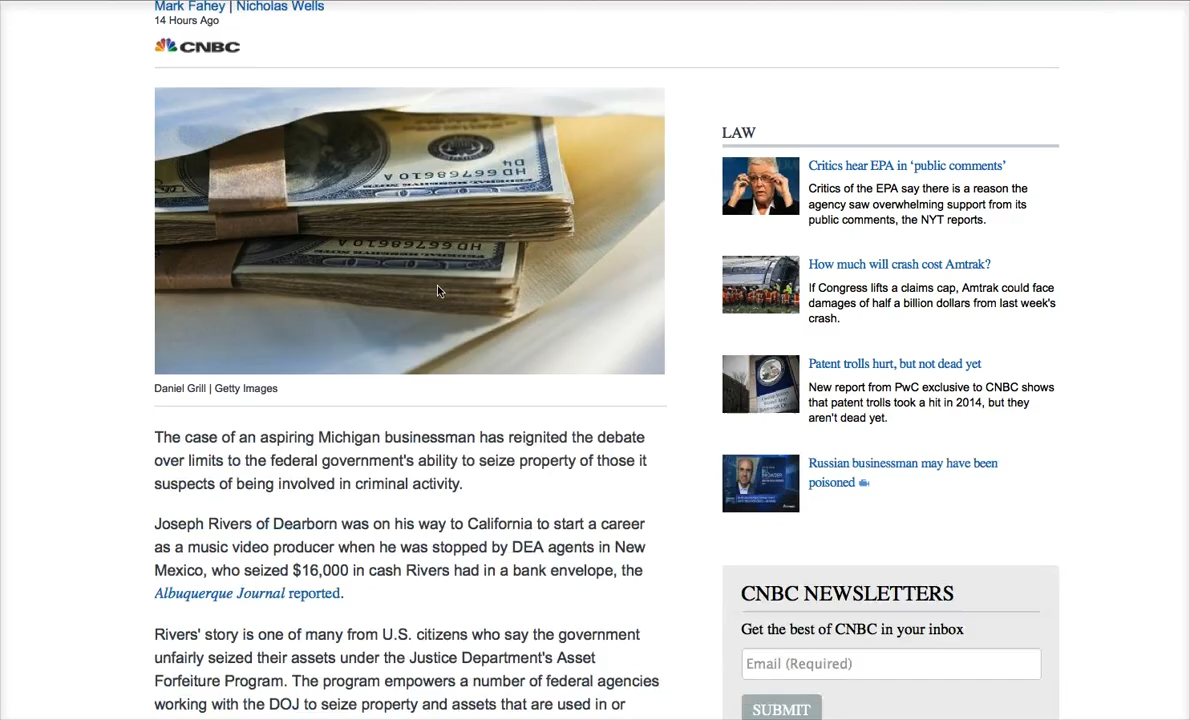 Mark Fahey | Nicholas Wells
14 Hours Ago
CNBC
HD 66768610 A
D4
Daniel Grill | Getty Images
The case of an aspiring Michigan businessman has reignited the debate
over limits to the federal government's ability to seize property of those it
suspects of being involved in criminal activity.
Joseph Rivers of Dearborn was on his way to California to start a career
as a music video producer when he was stopped by DEA agents in New
Mexico, who seized $16,000 in cash Rivers had in a bank envelope, the
Albuquerque Journal reported.
Rivers' story is one of many from U.S. citizens who say the government
unfairly seized their assets under the Justice Department's Asset
Forfeiture Program. The program empowers a number of federal agencies
working with the DOJ to seize property and assets that are used in or
LAW
Critics hear EPA in ‘public comments’
Critics of the EPA say there is a reason the
agency saw overwhelming support from its
public comments, the NYT reports.
How much will crash cost Amtrak?
If Congress lifts a claims cap, Amtrak could face
damages of half a billion dollars from last week's
crash.
Patent trolls hurt, but not dead yet
New report from PwC exclusive to CNBC shows
that patent trolls took a hit in 2014, but they
aren't dead yet.
Russian businessman may have been
poisoned
CNBC NEWSLETTERS
Get the best of CNBC in your inbox
Email (Required)
SUBMIT